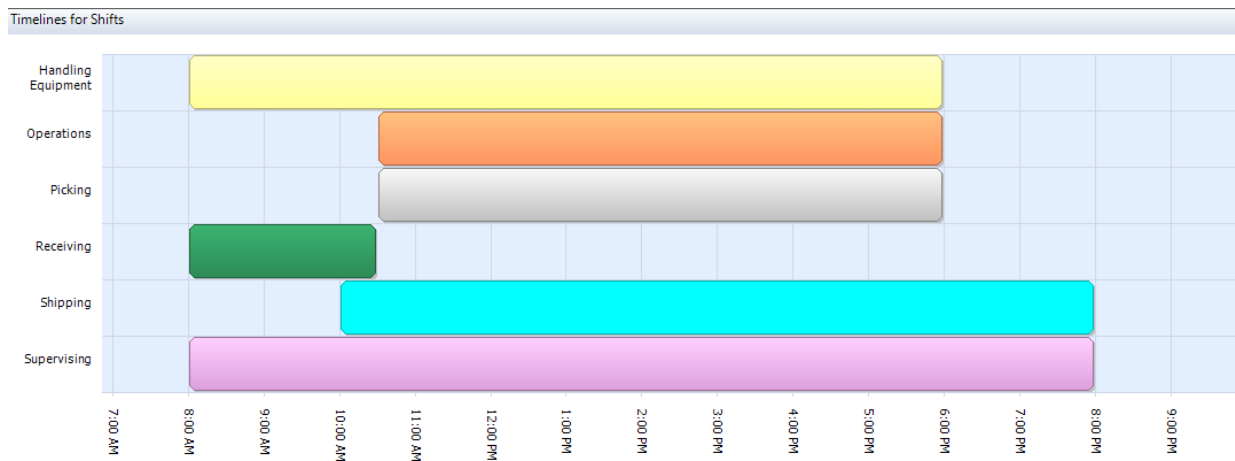 Timelines for Shifts
Handling
Equipment
Operations
Picking
Receiving
Shipping
Supervising
7:00 AM
8:00 AM
9:00 AM
10:00 AM
11:00 AM
12:00 PM
1:00 PM
2:00 PM
3:00 PM
4:00 PM
5:00 PM
6:00 PM
7:00 PM
8:00 PM
9:00 PM